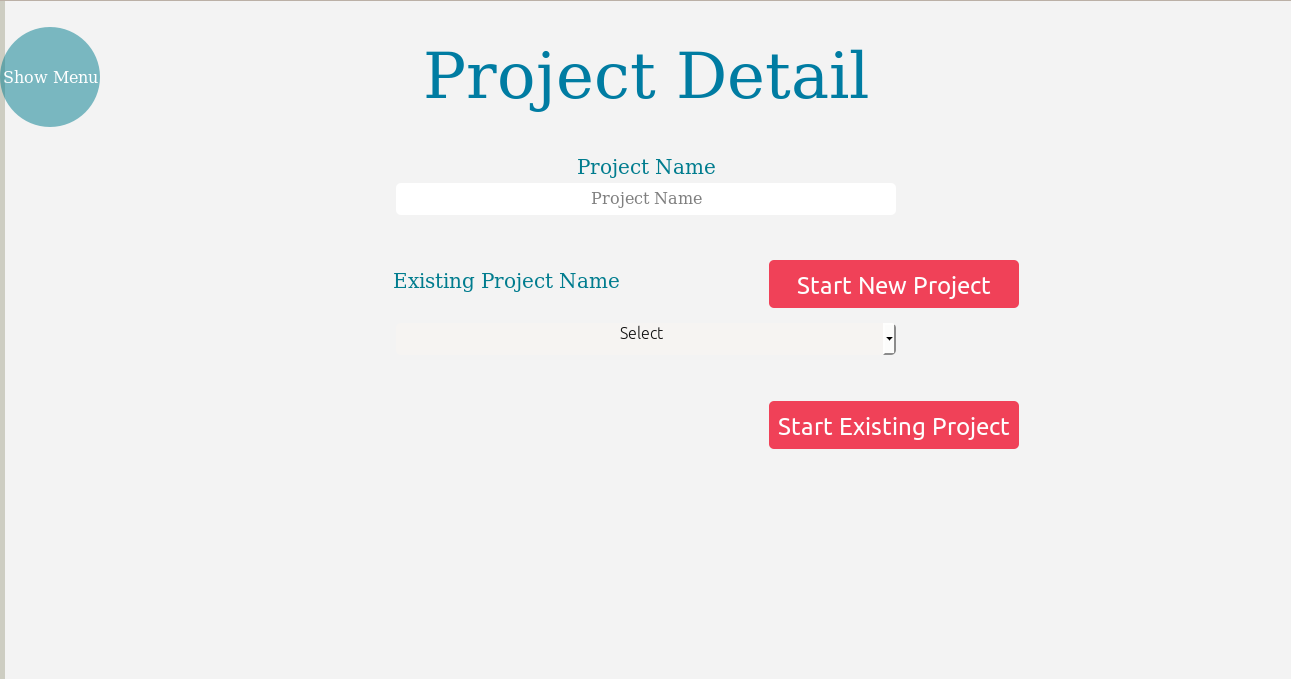 Show Menu
Project Detail
Project Name
Project Name
Existing Project Name
Start New Project
Select
Start Existing Project